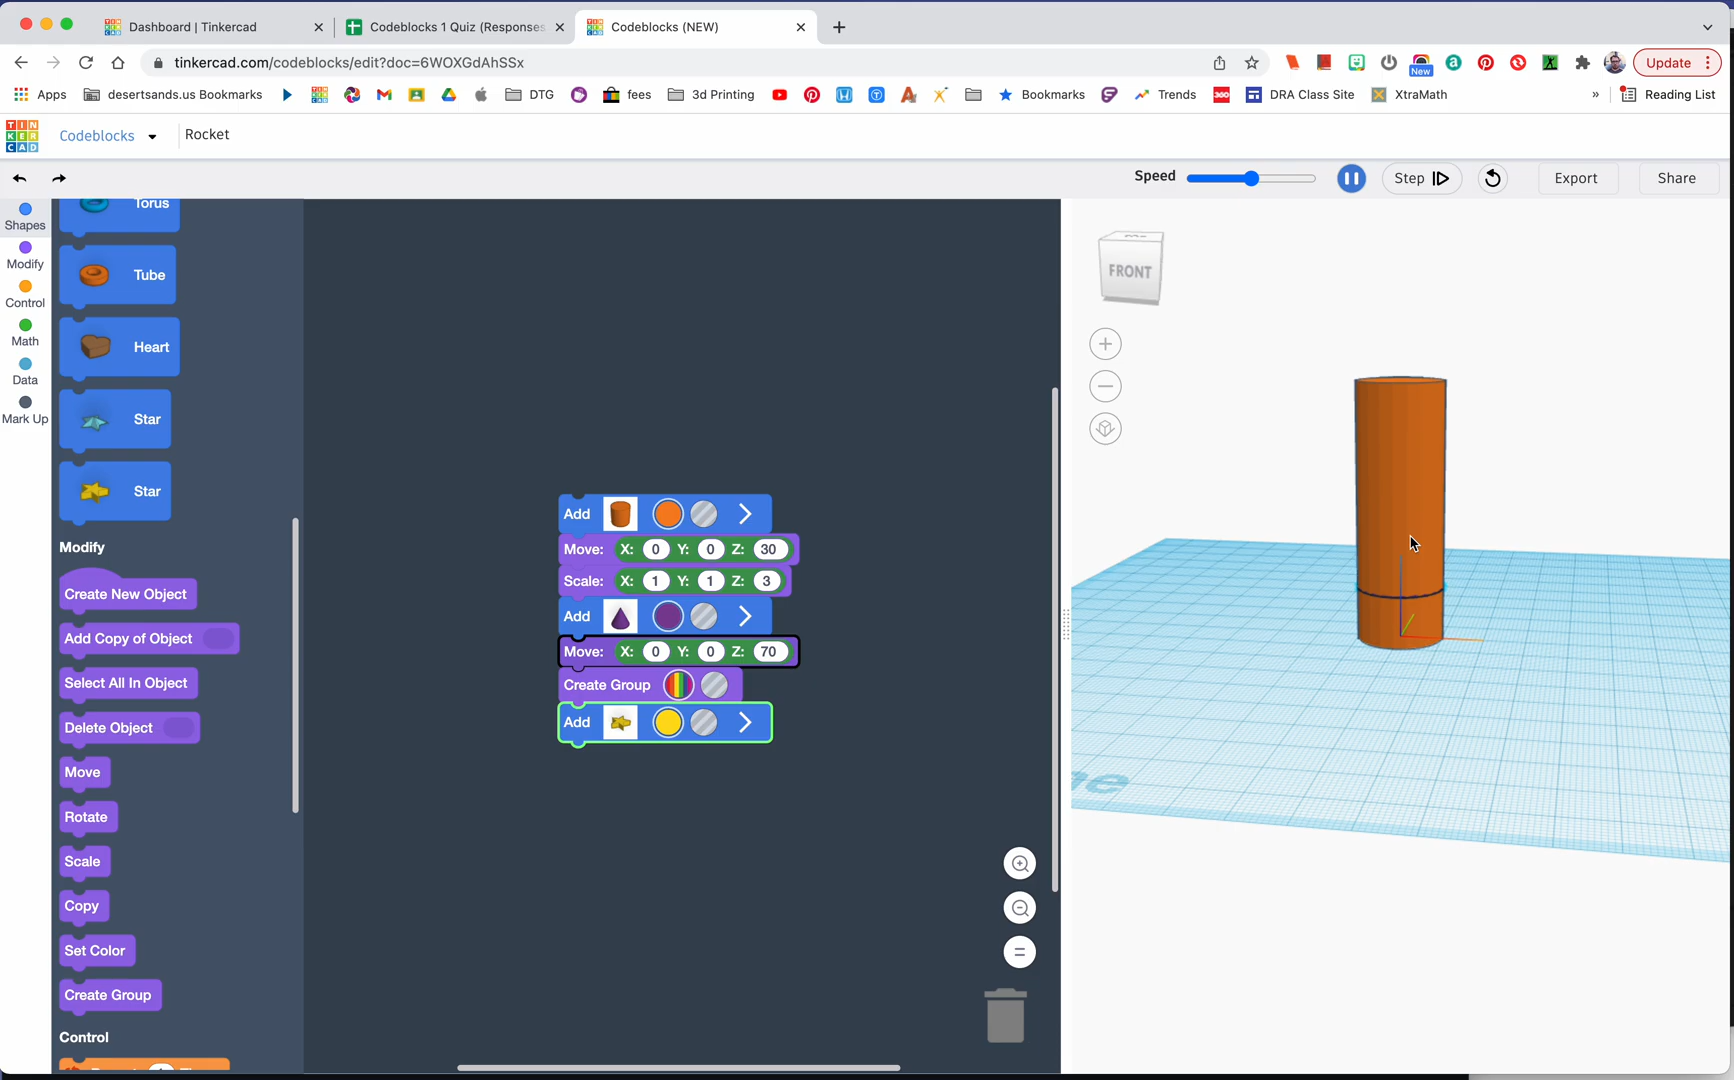 Dashboard | Tinkercad
Codeblocks 1 Quiz (Responses
Codeblocks (NEW)
tinkercad.com/codeblocks/edit?doc=6WOXGdAhSSx
New
Update
Apps
desertsands.us Bookmarks
DTG
fees
3d Printing
Bookmarks
Trends
360
DRA Class Site
XtraMath
»
Reading List
TIN
KER
CAD
Codeblocks
Rocket
Speed
Step
Export
Share
Shapes
Modify
Control
Math
Data
Mark Up
Torus
Tube
Heart
Star
Star
Modify
Create New Object
Add Copy of Object
Select All In Object
Delete Object
Move
Rotate
Scale
Copy
Set Color
Create Group
Control
Add
Move: X: 0 Y: 0 Z: 30
Scale: X: 1 Y: 1 Z: 3
Add
Move: X: 0 Y: 0 Z: 70
Create Group
Add
FRONT